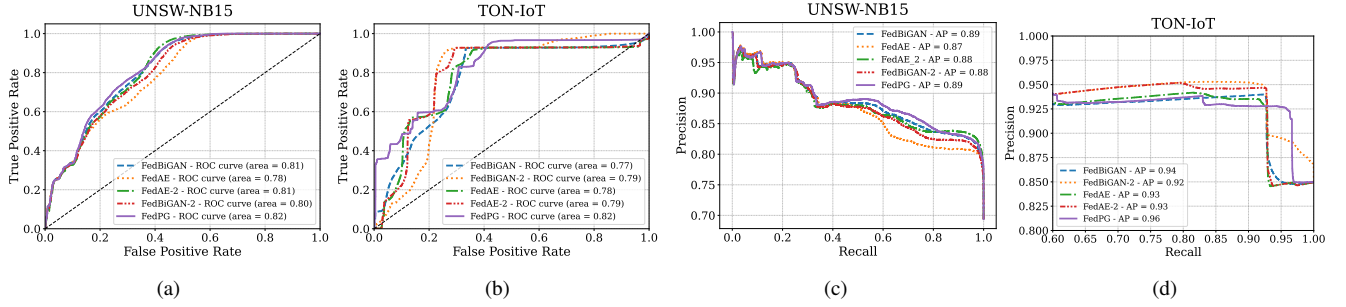 UNSW-NB15
True Positive Rate
1.0
0.8
0.6
0.4
0.2
0.0
FedBiGAN - ROC curve (area = 0.81)
FedAE - ROC curve (area = 0.78)
FedAE-2 - ROC curve (area = 0.81)
FedBiGAN-2 - ROC curve (area = 0.80)
FedPG - ROC curve (area = 0.82)
0.0 0.2 0.4 0.6 0.8 1.0
False Positive Rate
(a)
TON-IoT
True Positive Rate
1.0
0.8
0.6
0.4
0.2
0.0
FedBiGAN - ROC curve (area = 0.77)
FedBiGAN-2 - ROC curve (area = 0.79)
FedAE - ROC curve (area = 0.78)
FedAE-2 - ROC curve (area = 0.79)
FedPG - ROC curve (area = 0.82)
0.0 0.2 0.4 0.6 0.8 1.0
False Positive Rate
(b)
UNSW-NB15
Precision
1.00
0.95
0.90
0.85
0.80
0.75
0.70
FedBiGAN - AP = 0.89
FedAE - AP = 0.87
FedAE_2 - AP = 0.88
FedBiGAN-2 - AP = 0.88
FedPG - AP = 0.89
0.0 0.2 0.4 0.6 0.8 1.0
Recall
(c)
TON-IoT
Precision
1.000
0.975
0.950
0.925
0.900
0.875
0.850
0.825
0.800
FedBiGAN - AP = 0.94
FedBiGAN-2 - AP = 0.92
FedAE - AP = 0.93
FedAE-2 - AP = 0.93
FedPG - AP = 0.96
0.60 0.65 0.70 0.75 0.80 0.85 0.90 0.95 1.00
Recall
(d)